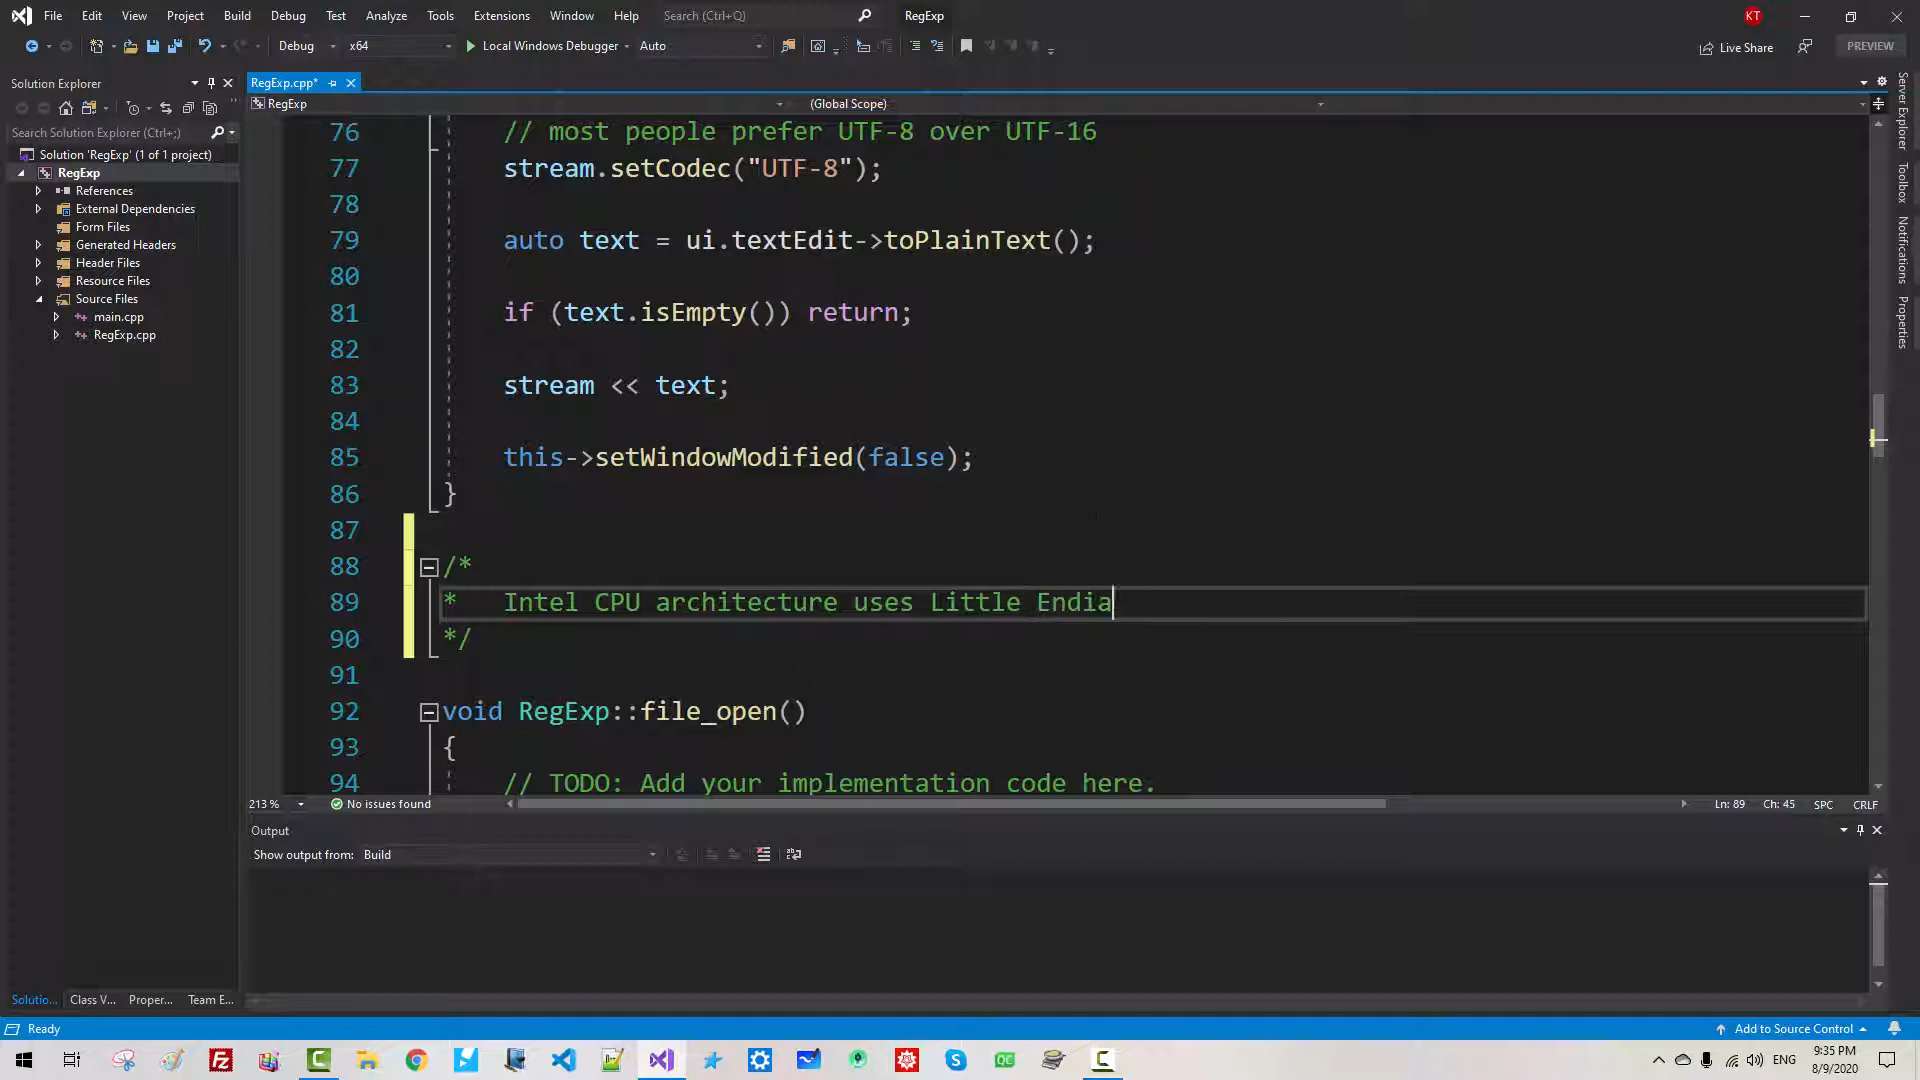 File Edit View Project Build Debug Test Analyze Tools Extensions Window Help Search (Ctrl+Q) RegExp KT
Debug x64 Local Windows Debugger Auto Live Share PREVIEW
Solution Explorer
Search Solution Explorer (Ctrl+;)
Solution 'RegExp' (1 of 1 project)
RegExp
References
External Dependencies
Form Files
Generated Headers
Header Files
Resource Files
Source Files
main.cpp
RegExp.cpp
Solutio... Class V... Proper... Team E...
RegExp.cpp*
RegExp (Global Scope)
76 // most people prefer UTF-8 over UTF-16
77 stream.setCodec("UTF-8");
78
79 auto text = ui.textEdit->toPlainText();
80
81 if (text.isEmpty()) return;
82
83 stream << text;
84
85 this->setWindowModified(false);
86 }
87
88 /*
89 * Intel CPU architecture uses Little Endia
90 */
91
92 void RegExp::file_open()
93 {
94 // TODO: Add your implementation code here.
213 % No issues found Ln: 89 Ch: 45 SPC CRLF
Output
Show output from: Build
Server Explorer
Toolbox
Notifications
Properties
Ready Add to Source Control
ENG 9:35 PM
8/9/2020